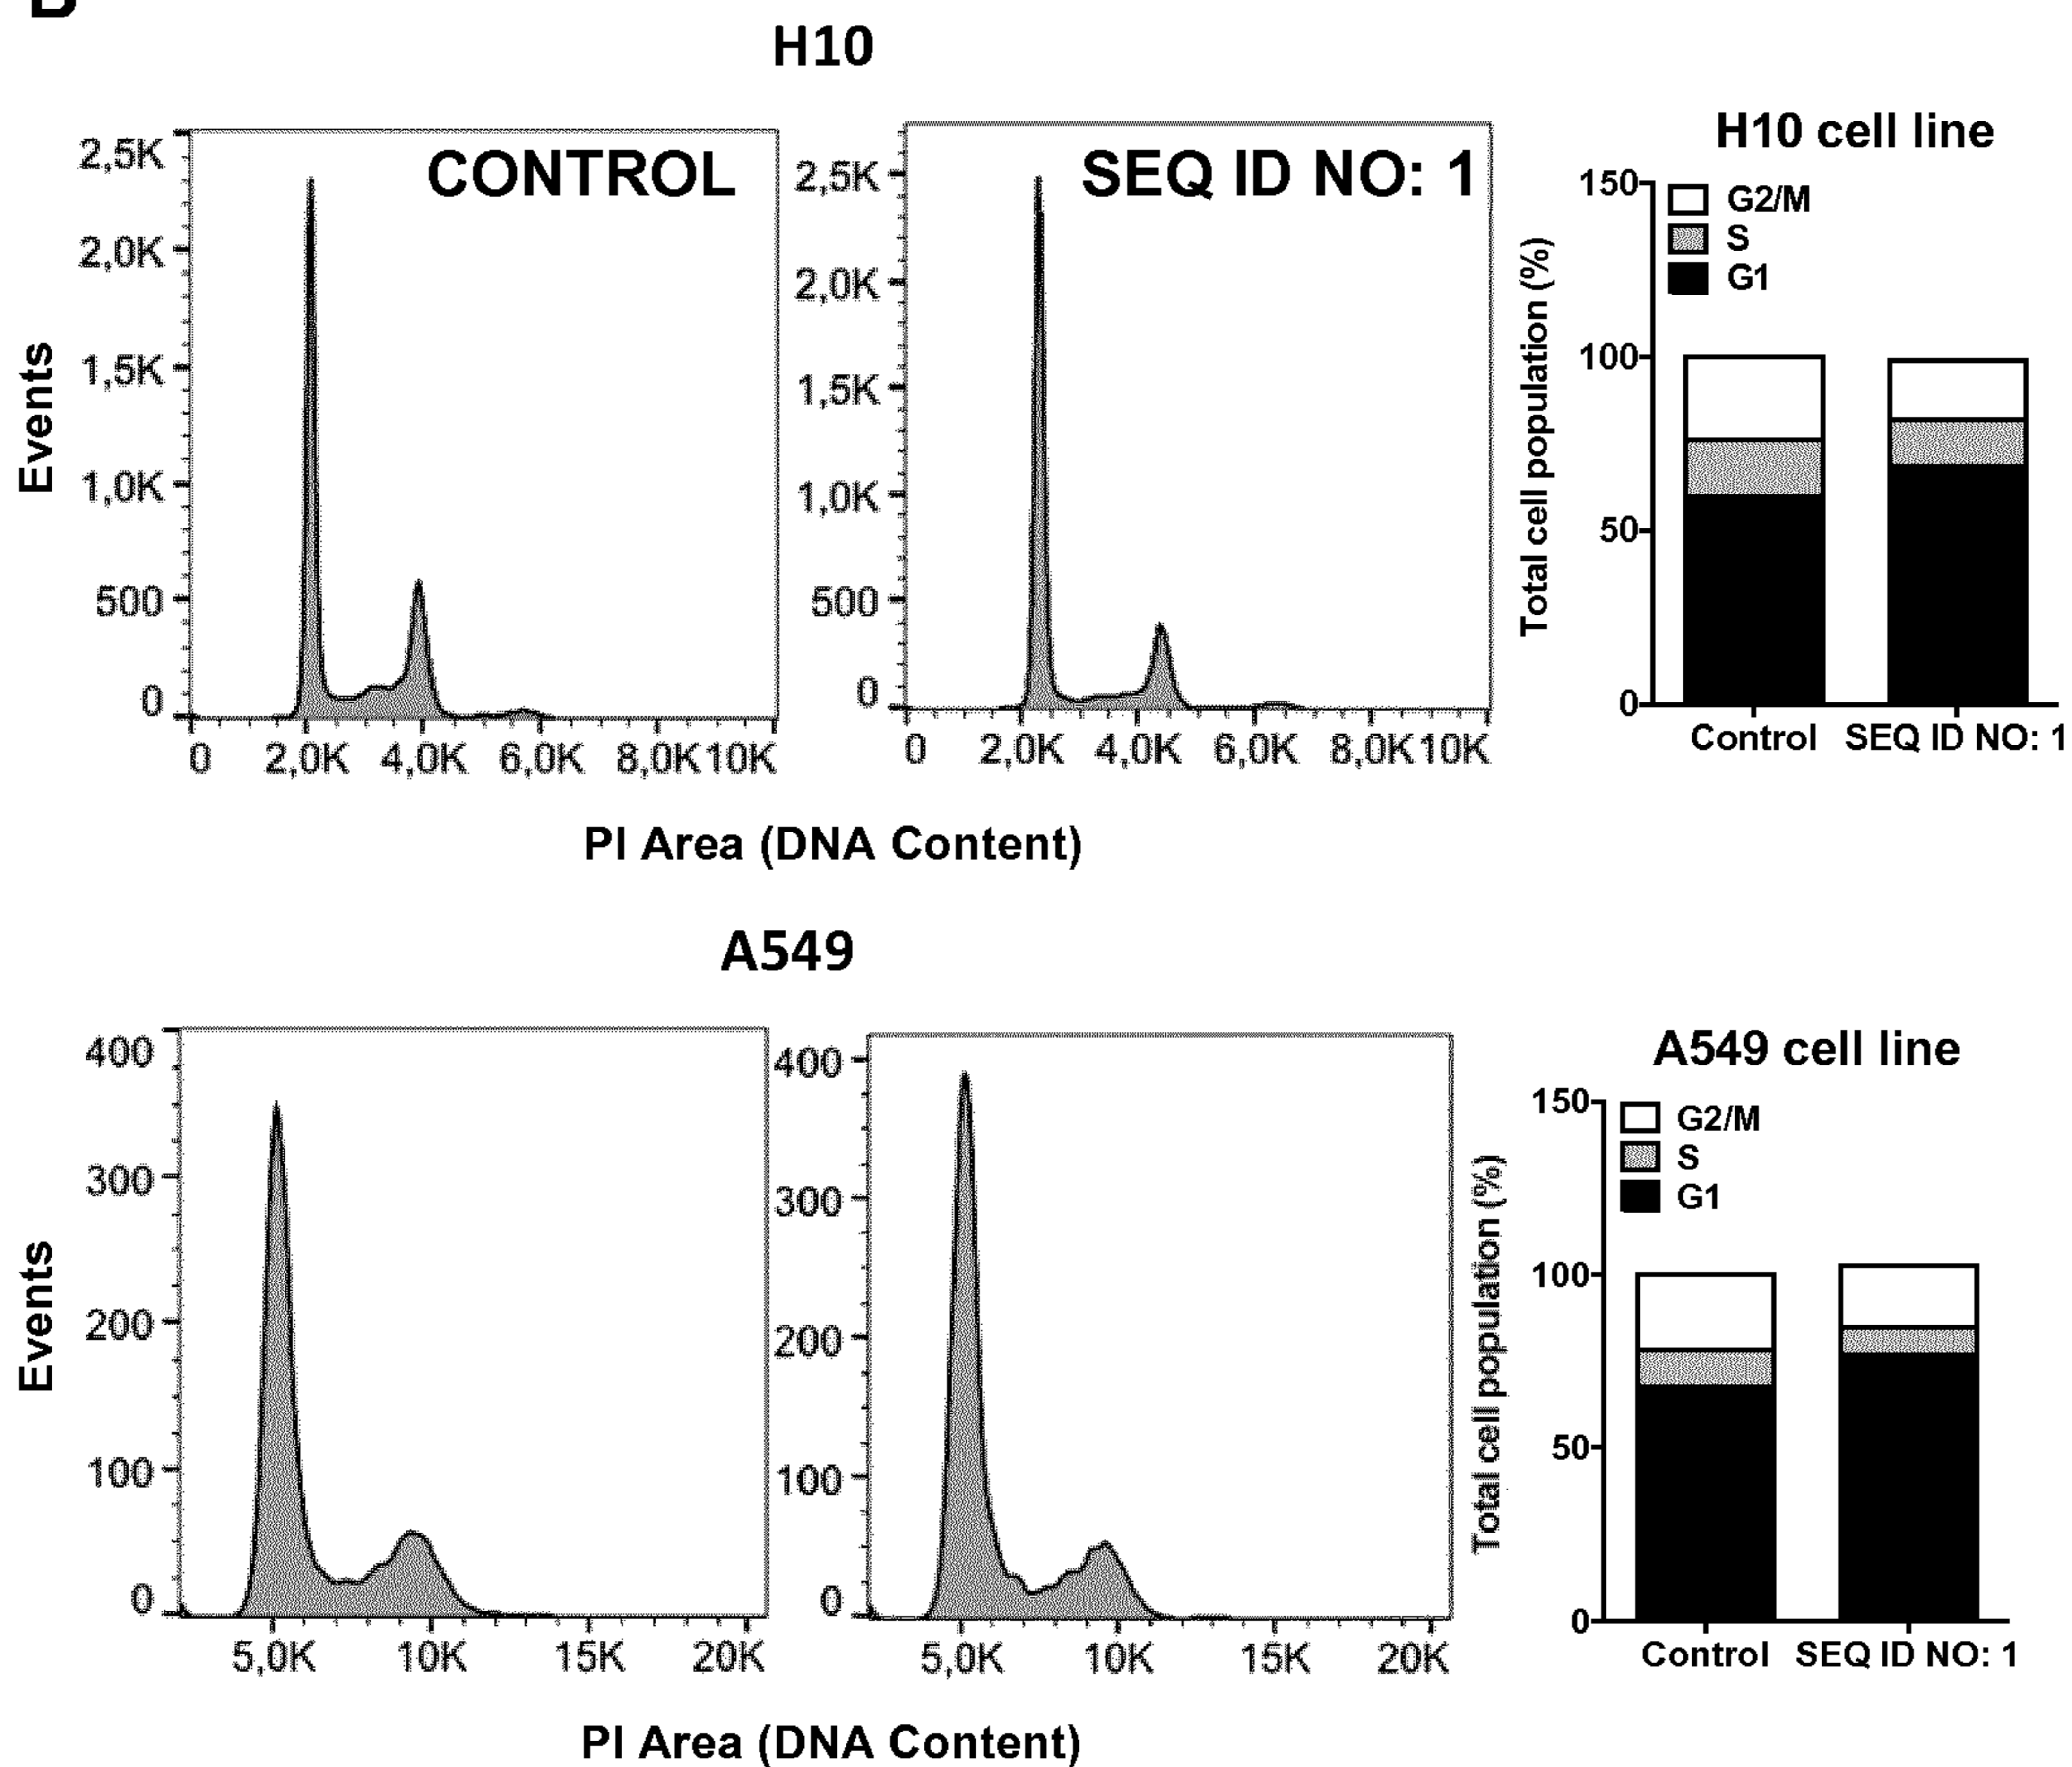 B
H10
CONTROL
2,5K
2,0K
1,5K
1,0K
500
0
Events
0 2,0K 4,0K 6,0K 8,0K 10K
SEQ ID NO: 1
2,5K
2,0K
1,5K
1,0K
500
0
0 2,0K 4,0K 6,0K 8,0K 10K
PI Area (DNA Content)
H10 cell line
150
100
50
0
Total cell population (%)
G2/M
S
G1
Control SEQ ID NO: 1
A549
400
300
200
100
0
Events
5,0K 10K 15K 20K
400
300
200
100
0
5,0K 10K 15K 20K
PI Area (DNA Content)
A549 cell line
150
100
50
0
Total cell population (%)
G2/M
S
G1
Control SEQ ID NO: 1